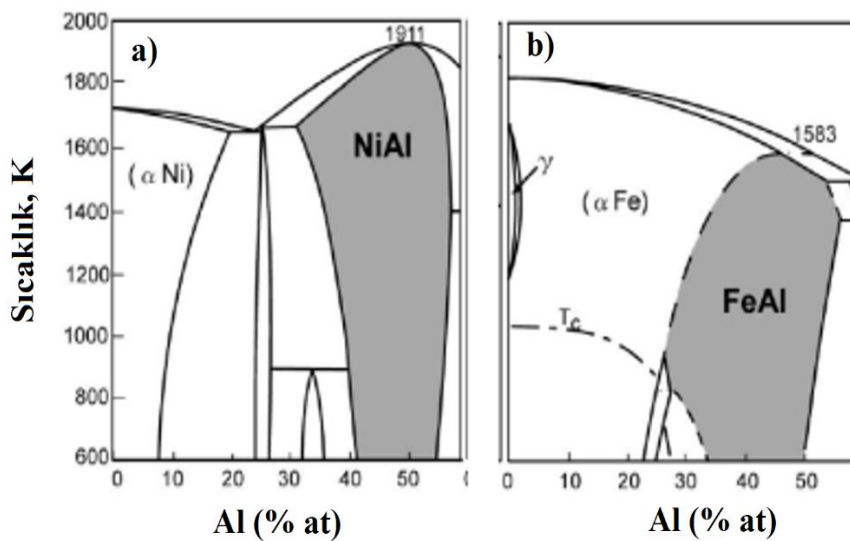 a)
b)
Sıcaklık, K
2000
1800
1600
1400
1200
1000
800
600
1911
(α Ni)
NiAl
0 10 20 30 40 50
Al (% at)
1583
γ
(α Fe)
FeAl
Tc
0 10 20 30 40 50
Al (% at)